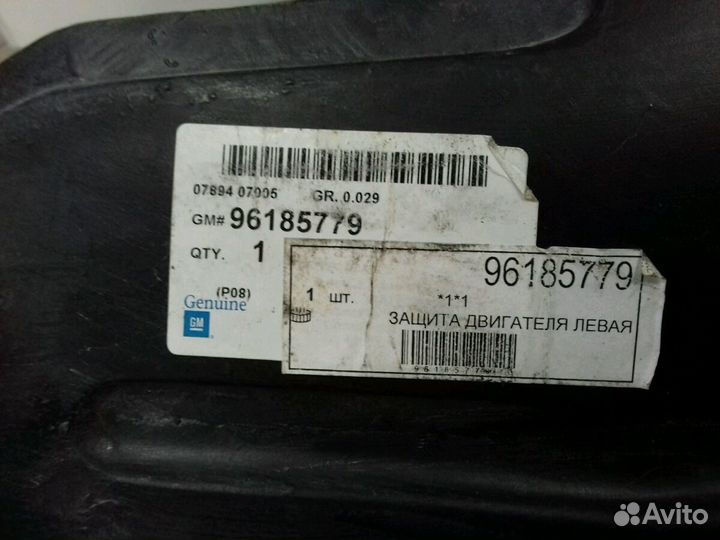 07894 07005 GR. 0.029
GM# 96185779
QTY. 1
(P08)
Genuine
GM
96185779
1 шт. *1*1
ЗАЩИТА ДВИГАТЕЛЯ ЛЕВАЯ
Avito